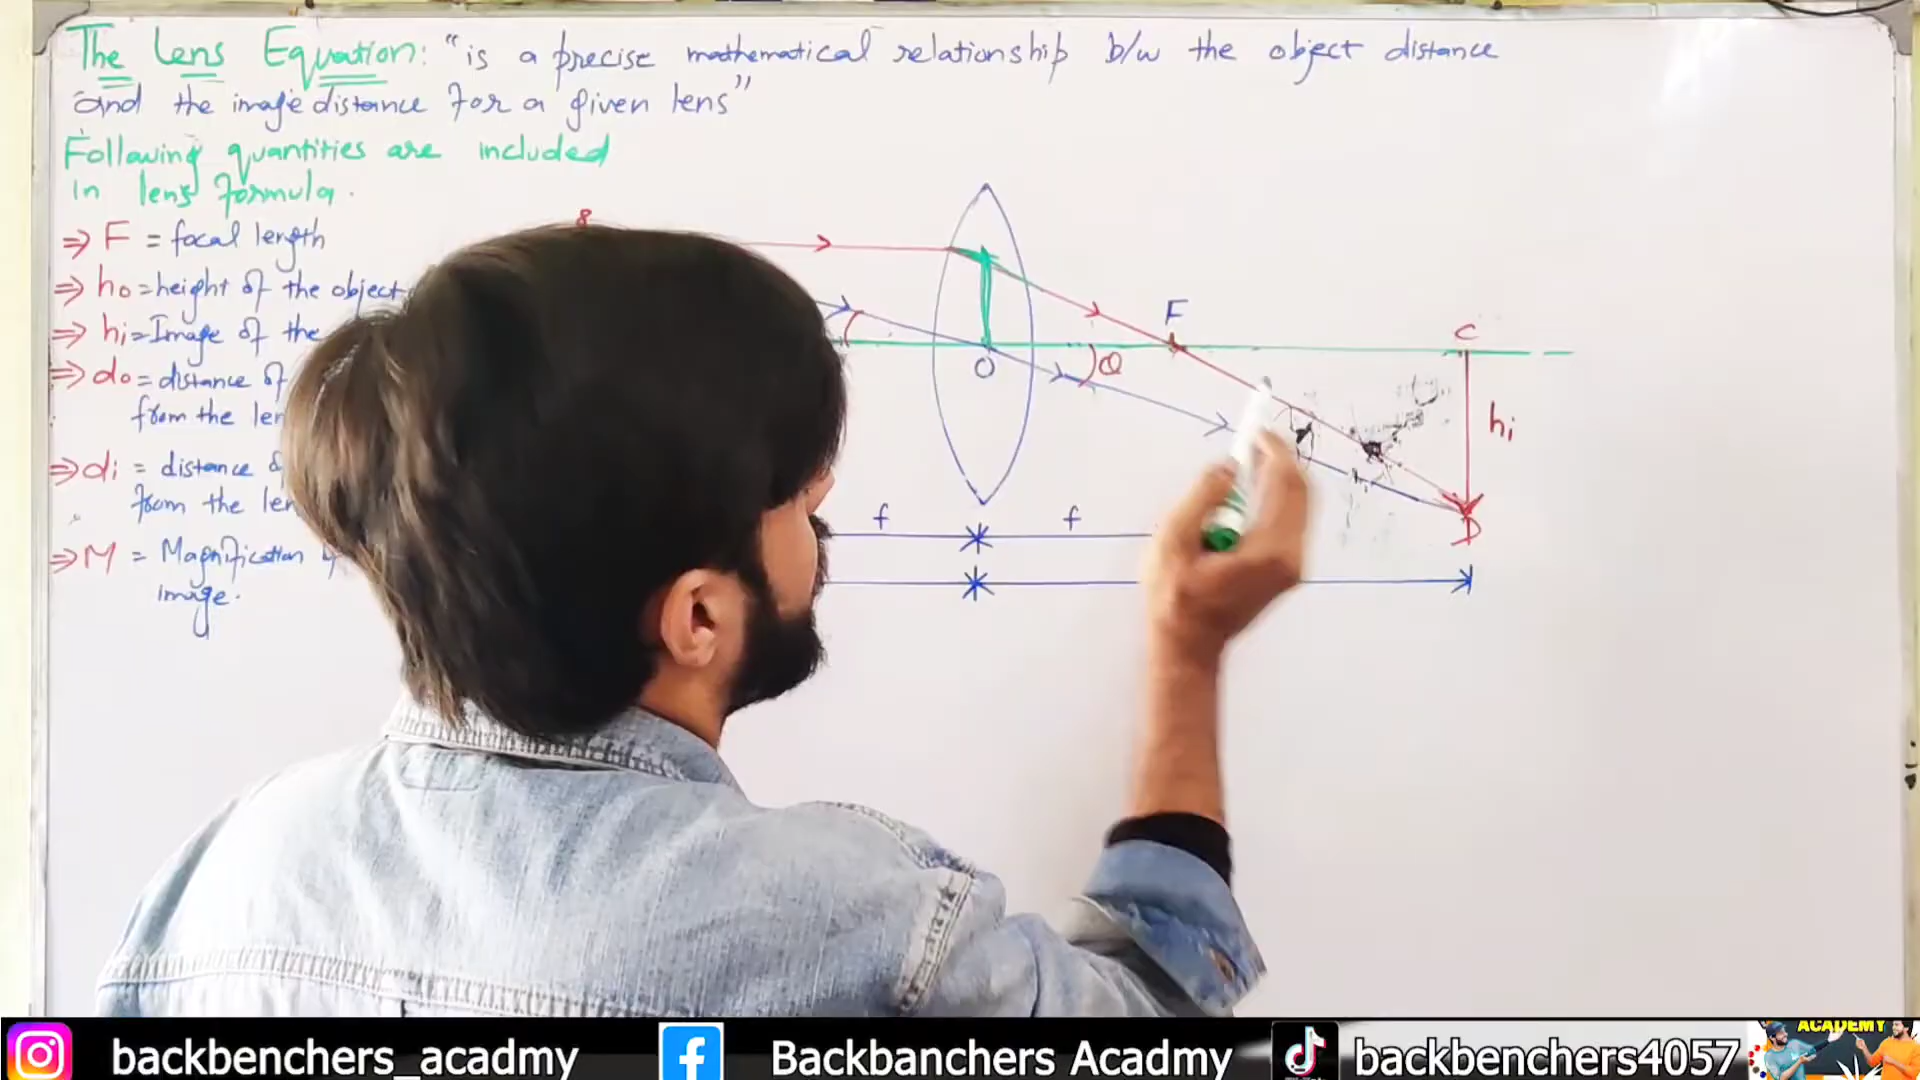 The Lens Equation: "is a precise mathematical relationship b/w the object distance
and the image distance for a given lens"
Following quantities are included
in lens formula.
⇒ F = focal length
⇒ ho = height of the object
⇒ hi = Image of the
⇒ do = distance of
from the len
⇒ di = distance
from the len
⇒ M = Magnification
image.
F
C
O
θ
hi
D
f
f
backbenchers_acadmy
Backbanchers Acadmy
backbenchers4057
ACADEMY